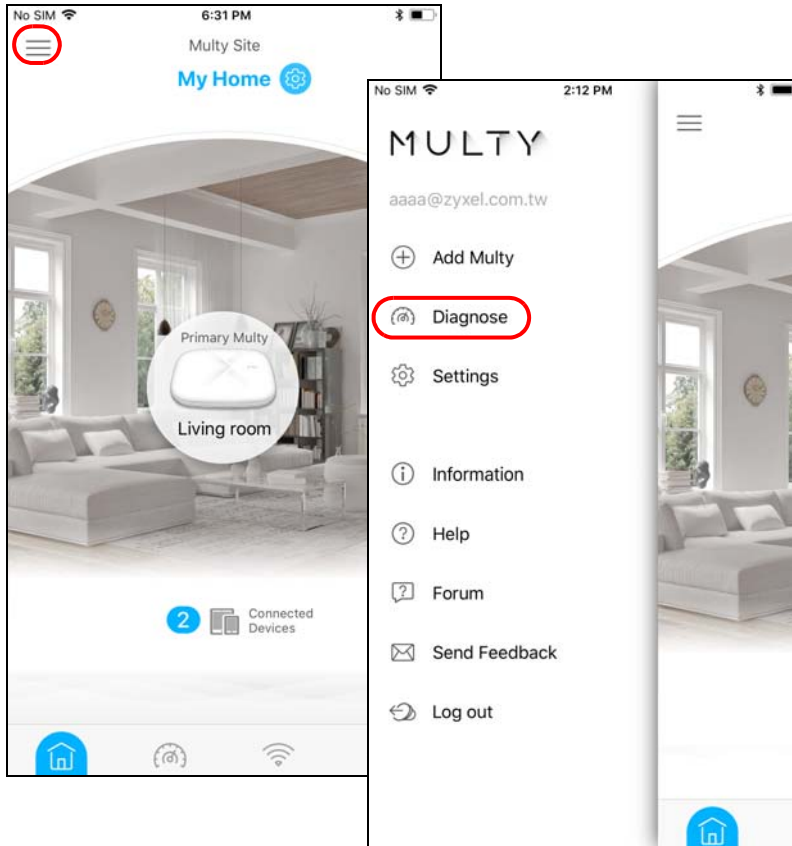 No SIM 6:31 PM
Multy Site
My Home
Primary Multy
Living room
2 Connected
Devices
No SIM 2:12 PM
MULTY
aaaa@zyxel.com.tw
Add Multy
Diagnose
Settings
Information
Help
Forum
Send Feedback
Log out